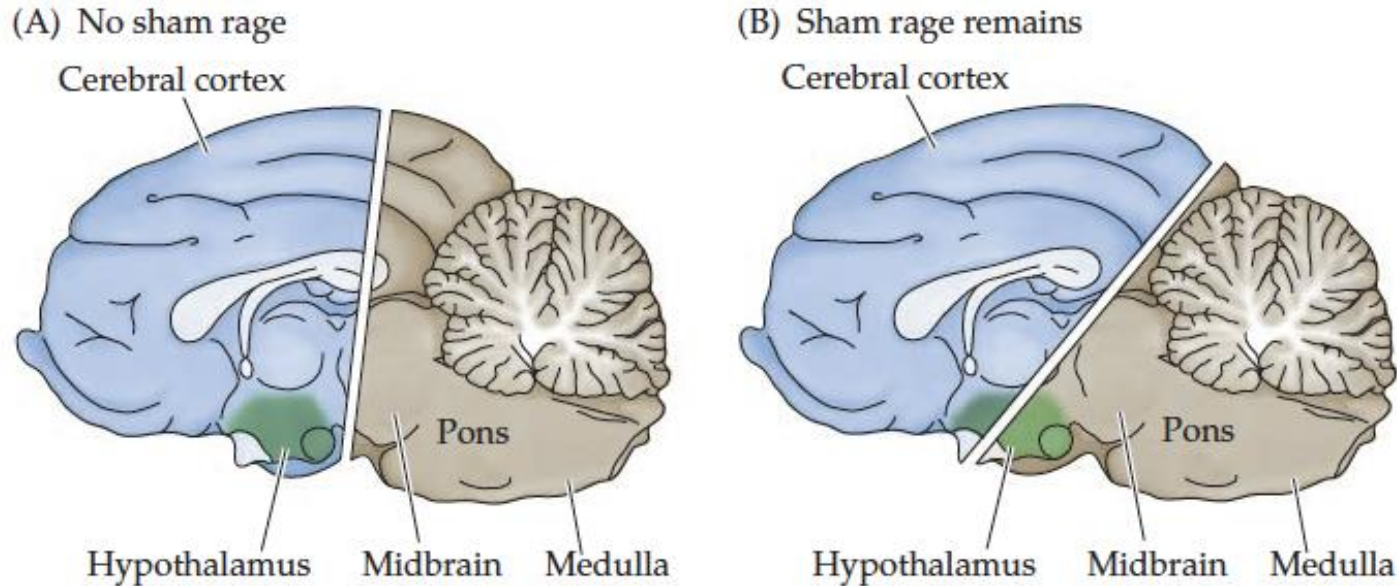 (A) No sham rage
Cerebral cortex
Pons
Hypothalamus
Midbrain
Medulla
(B) Sham rage remains
Cerebral cortex
Pons
Hypothalamus
Midbrain
Medulla